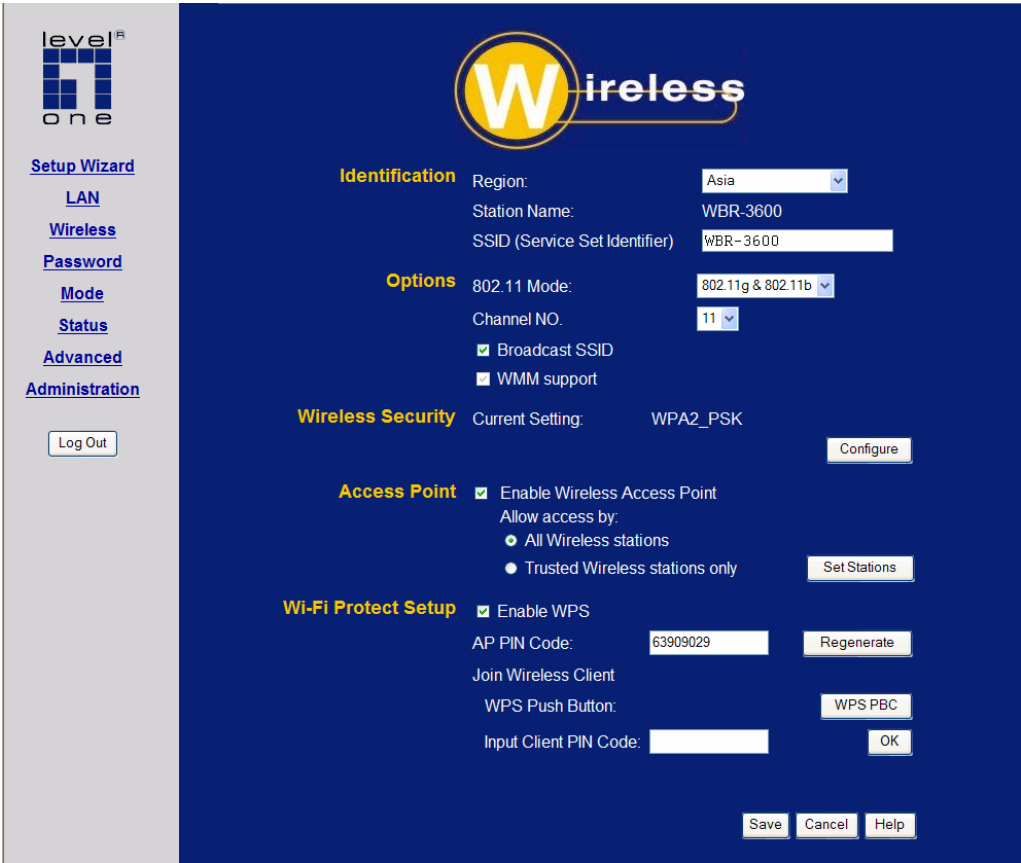 level®
one
Setup Wizard
LAN
Wireless
Password
Mode
Status
Advanced
Administration
Log Out
Wireless
Identification
Region: Asia
Station Name: WBR-3600
SSID (Service Set Identifier) WBR-3600
Options
802.11 Mode: 802.11g & 802.11b
Channel NO. 11
Broadcast SSID
WMM support
Wireless Security
Current Setting: WPA2_PSK
Configure
Access Point
Enable Wireless Access Point
Allow access by:
All Wireless stations
Trusted Wireless stations only Set Stations
Wi-Fi Protect Setup
Enable WPS
AP PIN Code: 63909029 Regenerate
Join Wireless Client
WPS Push Button: WPS PBC
Input Client PIN Code: OK
Save Cancel Help